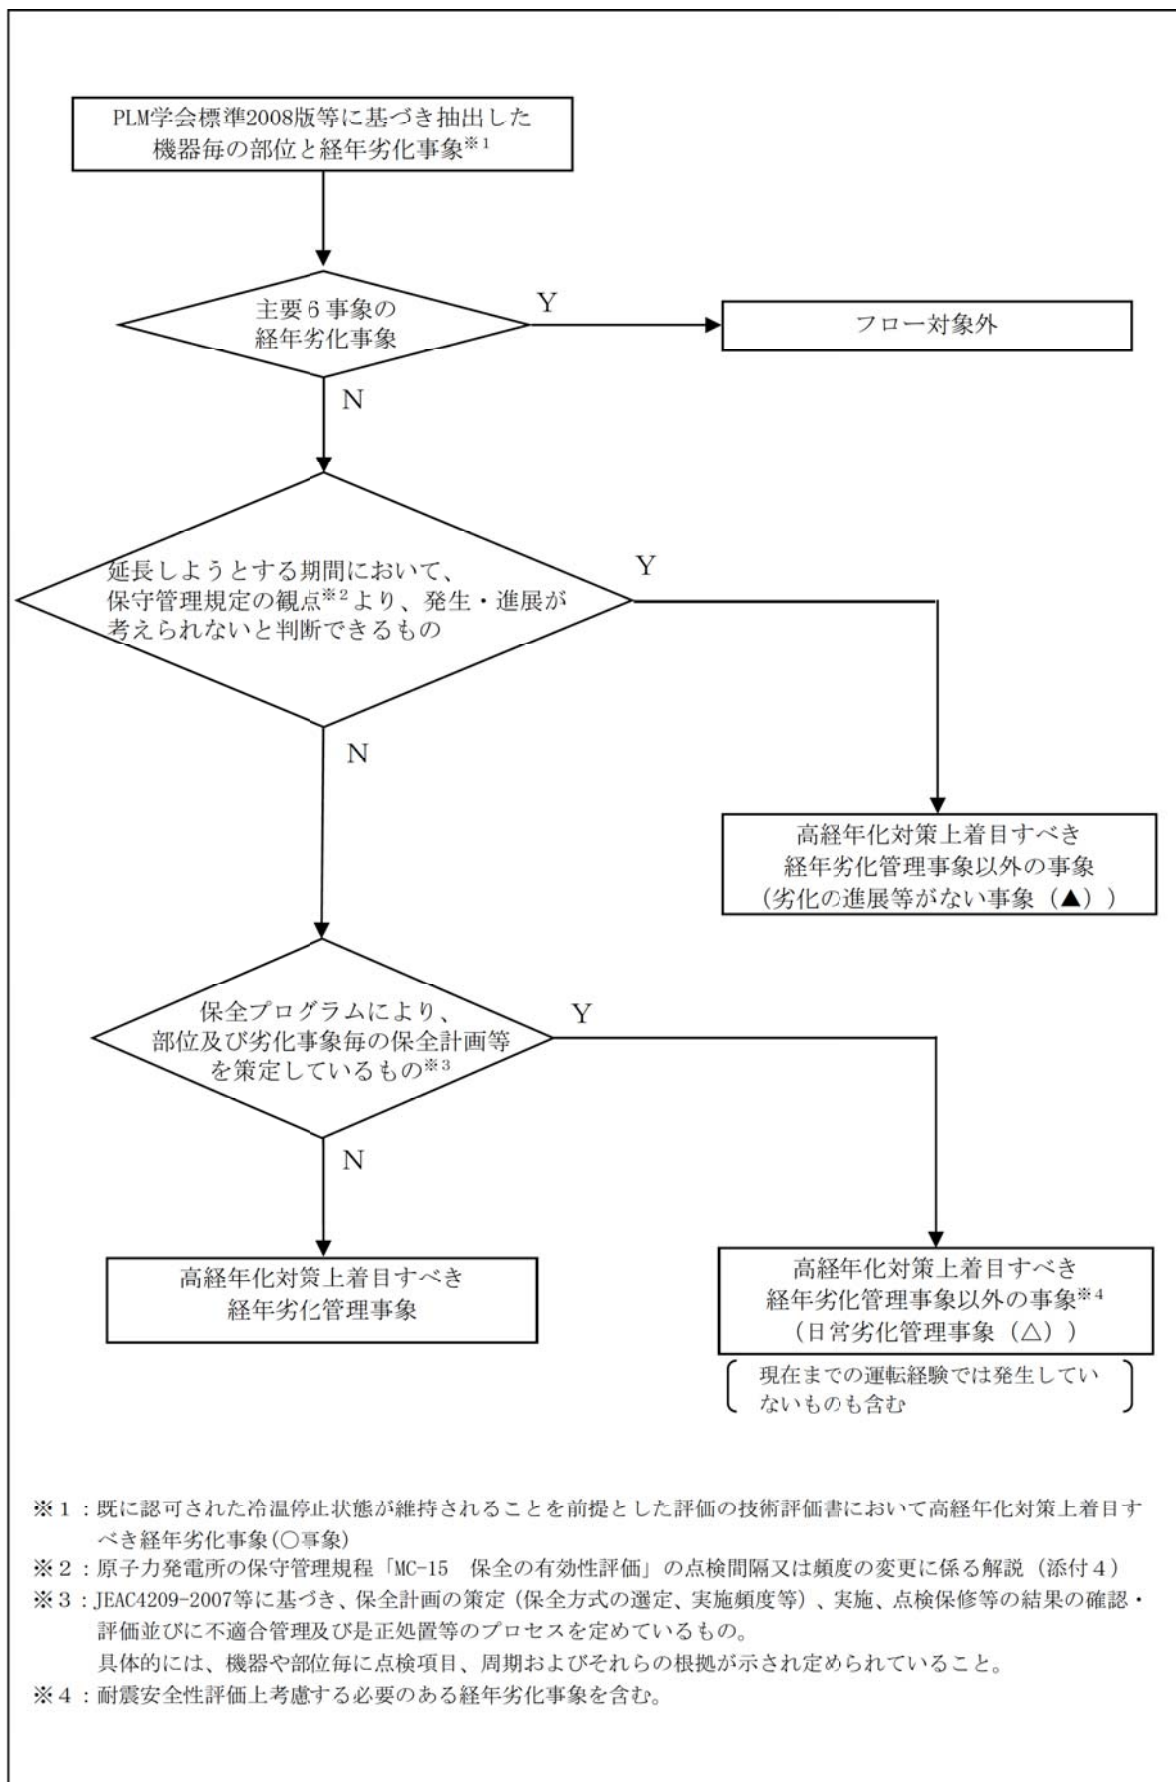 PLM学会標準2008版等に基づき抽出した
機器毎の部位と経年劣化事象※1
主要6事象の
経年劣化事象
Y
フロー対象外
N
延長しようとする期間において、
保守管理規定の観点※2より、発生・進展が
考えられないと判断できるもの
Y
N
高経年化対策上着目すべき
経年劣化管理事象以外の事象
(劣化の進展等がない事象（▲）)
保全プログラムにより、
部位及び劣化事象毎の保全計画等
を策定しているもの※3
Y
N
高経年化対策上着目すべき
経年劣化管理事象
高経年化対策上着目すべき
経年劣化管理事象以外の事象※4
（日常劣化管理事象（△））
現在までの運転経験では発生してい
ないものも含む
※1：既に認可された冷温停止状態が維持されることを前提とした評価の技術評価書において高経年化対策上着目す
べき経年劣化事象(○事象)
※2：原子力発電所の保守管理規程「MC-15 保全の有効性評価」の点検間隔又は頻度の変更に係る解説（添付4）
※3：JEAC4209-2007等に基づき、保全計画の策定（保全方式の選定、実施頻度等）、実施、点検保修等の結果の確認・
評価並びに不適合管理及び是正処置等のプロセスを定めているもの。
具体的には、機器や部位毎に点検項目、周期およびそれらの根拠が示され定められていること。
※4：耐震安全性評価上考慮する必要のある経年劣化事象を含む。